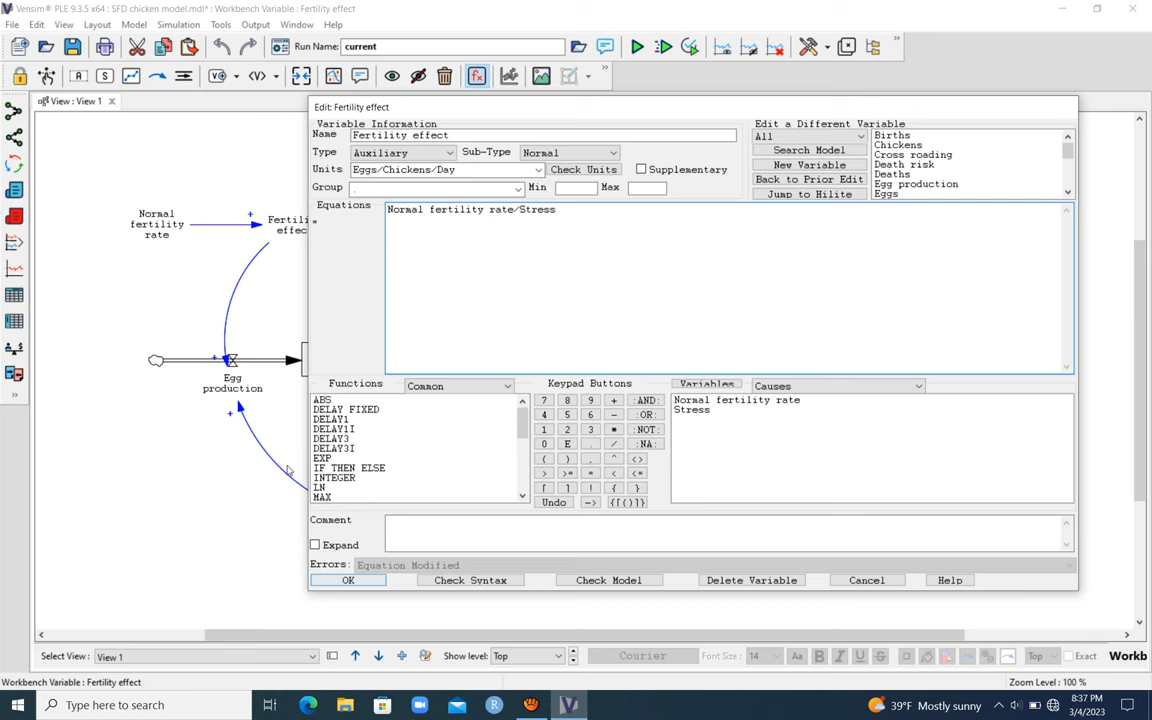 Vensim PLE 9.3.5 x64 : SFD chicken model.mdl* : Workbench Variable : Fertility effect
File Edit View Layout Model Simulation Tools Output Window Help
Run Name: current
View : View 1
Edit: Fertility effect
Variable Information
Edit a Different Variable
Name Fertility effect
All
Births
Chickens
Cross roading
Death risk
Deaths
Egg production
Eggs
Type Auxiliary Sub-Type Normal
Search Model
Units Eggs/Chickens/Day Check Units Supplementary
New Variable
Back to Prior Edit
Group . Min Max
Jump to Hilite
Equations
=
Normal fertility rate/Stress
Normal
fertility
rate
+
Fertili
effec
+
Egg
production
+
Functions Common
Keypad Buttons
Variables Causes
ABS
DELAY FIXED
DELAY1
DELAY1I
DELAY3
DELAY3I
EXP
IF THEN ELSE
INTEGER
LN
MAX
7 8 9 + :AND:
4 5 6 - :OR:
1 2 3 * :NOT:
0 E . / :NA:
( ) , ^ <>
> >= = < <=
[ ] ! { }
Undo -> {[()]}
Normal fertility rate
Stress
Comment
Expand
Errors: Equation Modified
OK Check Syntax Check Model Delete Variable Cancel Help
Select View: View 1 Show level: Top Courier Font Size: 14 Aa B I U S Top Exact Workb
Workbench Variable : Fertility effect
Zoom Level: 100 %
Type here to search
39°F Mostly sunny
8:37 PM
3/4/2023